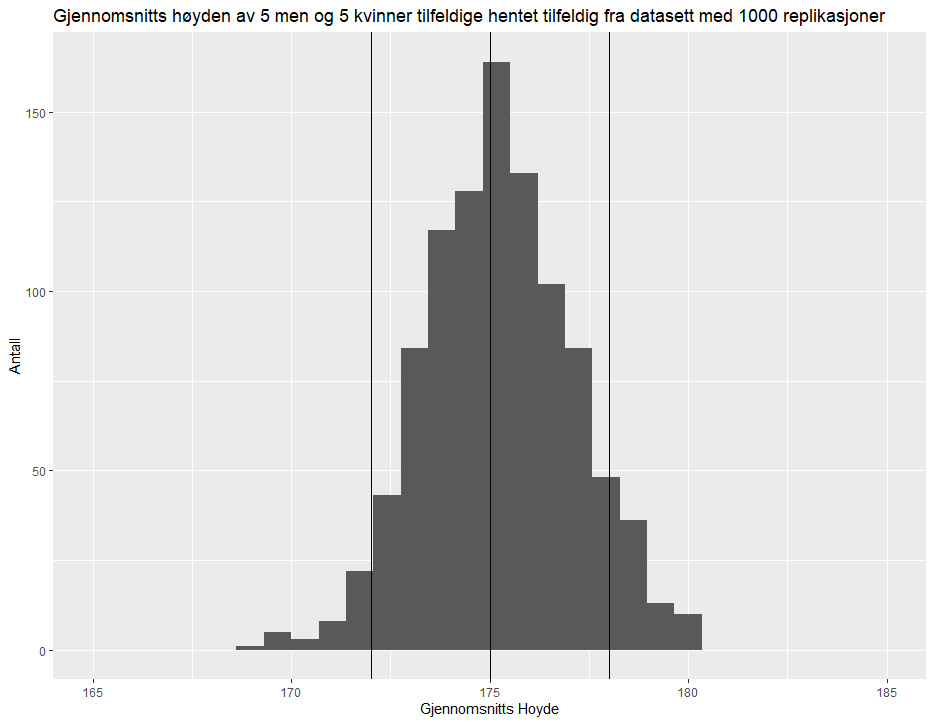 Gjennomsnitts høyden av 5 men og 5 kvinner tilfeldige hentet tilfeldig fra datasett med 1000 replikasjoner
Antall
150
100
50
0
165 170 175 180 185
Gjennomsnitts Hoyde